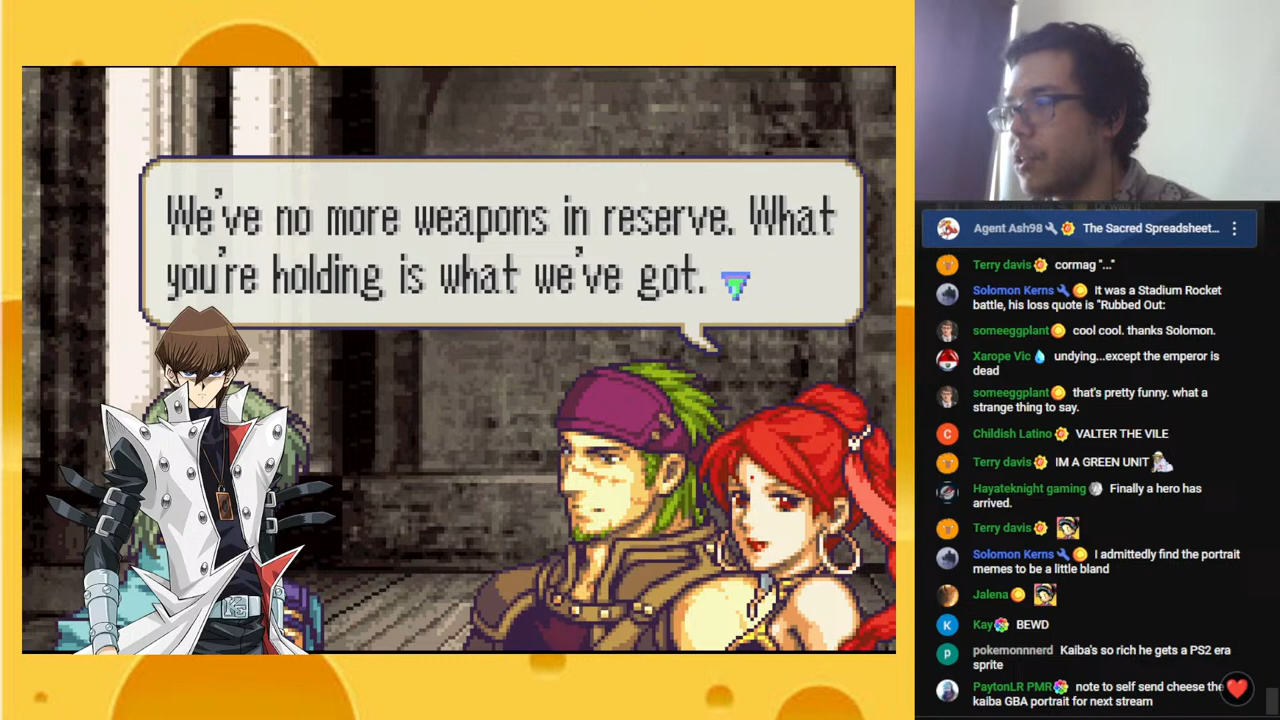 We've no more weapons in reserve. What
you're holding is what we've got.
Agent Ash98 The Sacred Spreadsheet...
Terry davis cormag "..."
Solomon Kerns It was a Stadium Rocket
battle, his loss quote is "Rubbed Out:
someeggplant cool cool. thanks Solomon.
Xarope Vic undying...except the emperor is
dead
someeggplant that's pretty funny. what a
strange thing to say.
C
Childish Latino VALTER THE VILE
Terry davis IM A GREEN UNIT
Hayateknight gaming Finally a hero has
arrived.
Terry davis
Solomon Kerns I admittedly find the portrait
memes to be a little bland
Jalena
K
Kay BEWD
P
pokemonnnerd Kaiba's so rich he gets a PS2 era
sprite
PaytonLR PMR note to self send cheese the
kaiba GBA portrait for next stream